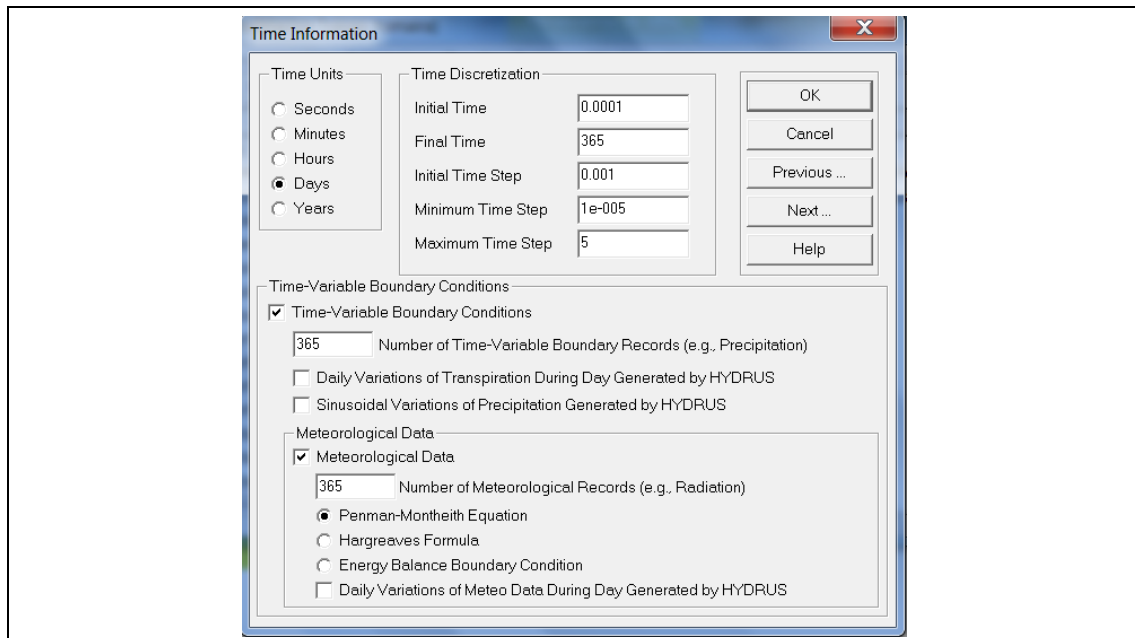 Time Information
Time Units
Seconds
Minutes
Hours
Days
Years
Time Discretization
Initial Time 0.0001
Final Time 365
Initial Time Step 0.001
Minimum Time Step 1e-005
Maximum Time Step 5
OK
Cancel
Previous ...
Next ...
Help
Time-Variable Boundary Conditions
Time-Variable Boundary Conditions
365 Number of Time-Variable Boundary Records (e.g., Precipitation)
Daily Variations of Transpiration During Day Generated by HYDRUS
Sinusoidal Variations of Precipitation Generated by HYDRUS
Meteorological Data
Meteorological Data
365 Number of Meteorological Records (e.g., Radiation)
Penman-Montheith Equation
Hargreaves Formula
Energy Balance Boundary Condition
Daily Variations of Meteo Data During Day Generated by HYDRUS